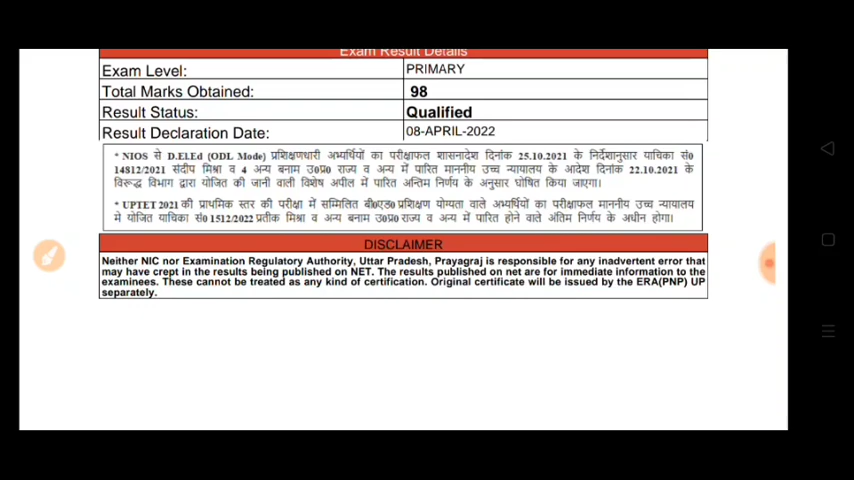 Exam Result Details
Exam Level: PRIMARY
Total Marks Obtained: 98
Result Status: Qualified
Result Declaration Date: 08-APRIL-2022
* NIOS से D.ElEd (ODL Mode) प्रशिक्षणधारी अभ्यर्थियों का परीक्षाफल शासनादेश दिनांक 25.10.2021 के निर्देशानुसार याचिका सं0
14812/2021 संदीप मिश्रा व 4 अन्य बनाम उ0प्र0 राज्य व अन्य में पारित माननीय उच्च न्यायालय के आदेश दिनांक 22.10.2021 के
विरूद्ध विभाग द्वारा योजित की जानी वाली विशेष अपील में पारित अन्तिम निर्णय के अनुसार घोषित किया जाएगा।
* UPTET 2021 की प्राथमिक स्तर की परीक्षा में सम्मिलित बी0ए0 प्रशिक्षण योग्यता वाले अभ्यर्थियों का परीक्षाफल माननीय उच्च न्यायालय
मे योजित याचिका सं0 1512/2022 प्रतीक मिश्रा व अन्य बनाम उ0प्र0 राज्य व अन्य में पारित होने वाले अंतिम निर्णय के अधीन होगा।
DISCLAIMER
Neither NIC nor Examination Regulatory Authority, Uttar Pradesh, Prayagraj is responsible for any inadvertent error that
may have crept in the results being published on NET. The results published on net are for immediate information to the
examinees. These cannot be treated as any kind of certification. Original certificate will be issued by the ERA(PNP) UP
separately.